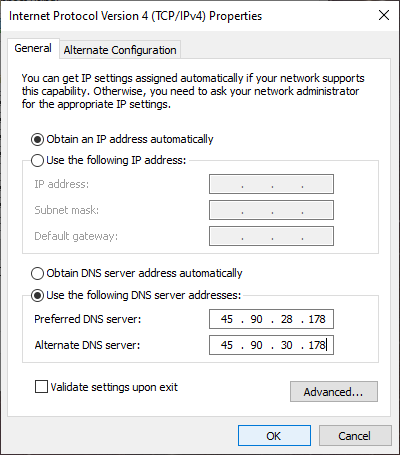 Internet Protocol Version 4 (TCP/IPv4) Properties
General
Alternate Configuration
You can get IP settings assigned automatically if your network supports
this capability. Otherwise, you need to ask your network administrator
for the appropriate IP settings.
Obtain an IP address automatically
Use the following IP address:
IP address: . . .
Subnet mask: . . .
Default gateway: . . .
Obtain DNS server address automatically
Use the following DNS server addresses:
Preferred DNS server: 45 . 90 . 28 . 178
Alternate DNS server: 45 . 90 . 30 . 178
Validate settings upon exit
Advanced...
OK
Cancel